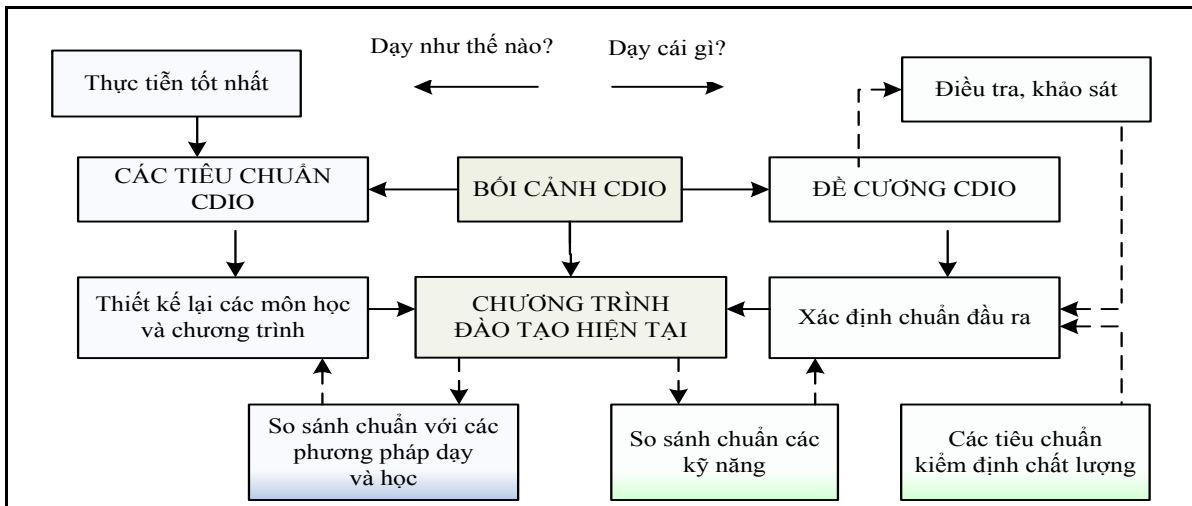 Dạy như thế nào?
Dạy cái gì?
Thực tiễn tốt nhất
Điều tra, khảo sát
CÁC TIÊU CHUẨN
CDIO
BỐI CẢNH CDIO
ĐỀ CƯƠNG CDIO
Thiết kế lại các môn học
và chương trình
CHƯƠNG TRÌNH
ĐÀO TẠO HIỆN TẠI
Xác định chuẩn đầu ra
So sánh chuẩn với các
phương pháp dạy
và học
So sánh chuẩn các
kỹ năng
Các tiêu chuẩn
kiểm định chất lượng